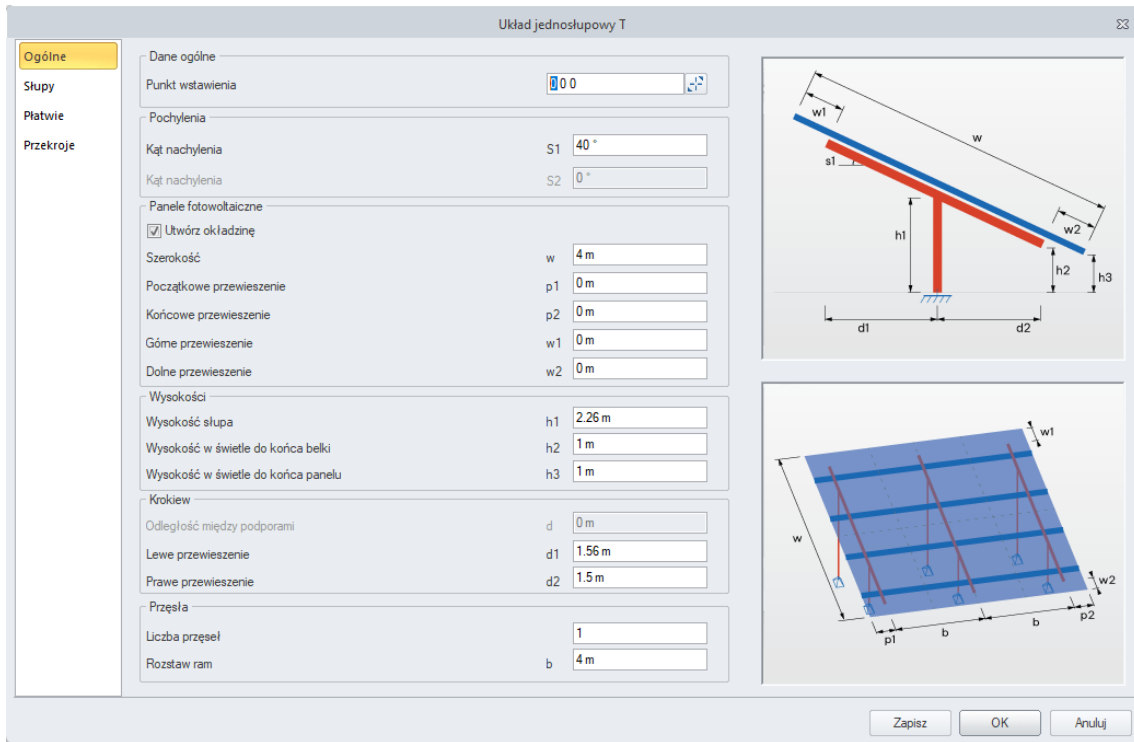 Układ jednosłupowy T
Ogólne
Słupy
Płatwie
Przekroje
Dane ogólne
Punkt wstawienia 0 0 0
Pochylenia
Kąt nachylenia S1 40 °
Kąt nachylenia S2 0 °
Panele fotowoltaiczne
Utwórz okładzinę
Szerokość w 4 m
Początkowe przewieszenie p1 0 m
Końcowe przewieszenie p2 0 m
Górne przewieszenie w1 0 m
Dolne przewieszenie w2 0 m
Wysokości
Wysokość słupa h1 2.26 m
Wysokość w świetle do końca belki h2 1 m
Wysokość w świetle do końca panelu h3 1 m
Krokiew
Odległość między podporami d 0 m
Lewe przewieszenie d1 1.56 m
Prawe przewieszenie d2 1.5 m
Przęsła
Liczba przęseł 1
Rozstaw ram b 4 m
w1
w
s1
w2
h1
h2
h3
d1
d2
w1
w
w2
p1
b
b
p2
Zapisz
OK
Anuluj